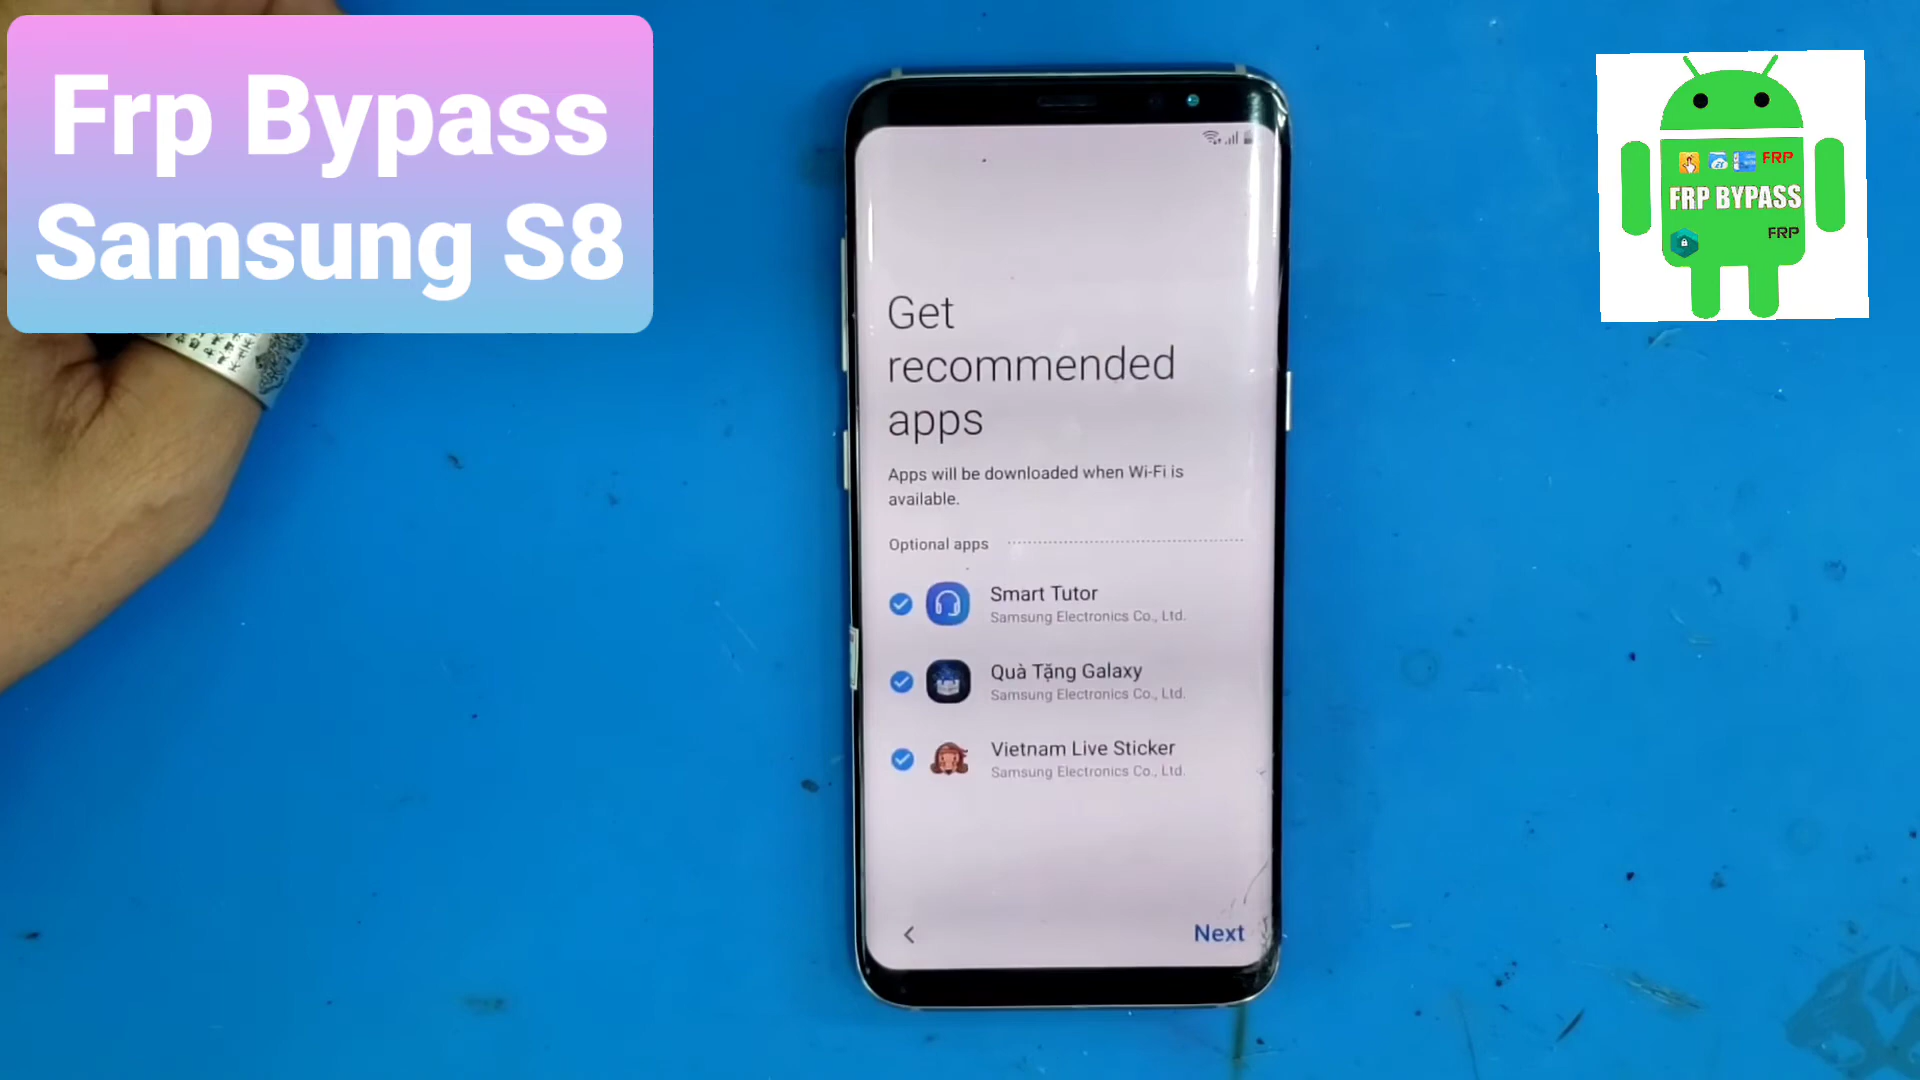 Frp Bypass
Samsung S8
FRP
FRP BYPASS
FRP
Get
recommended
apps
Apps will be downloaded when Wi-Fi is
available.
Optional apps
Smart Tutor
Samsung Electronics Co., Ltd.
Quà Tặng Galaxy
Samsung Electronics Co., Ltd.
Vietnam Live Sticker
Samsung Electronics Co., Ltd.
Next